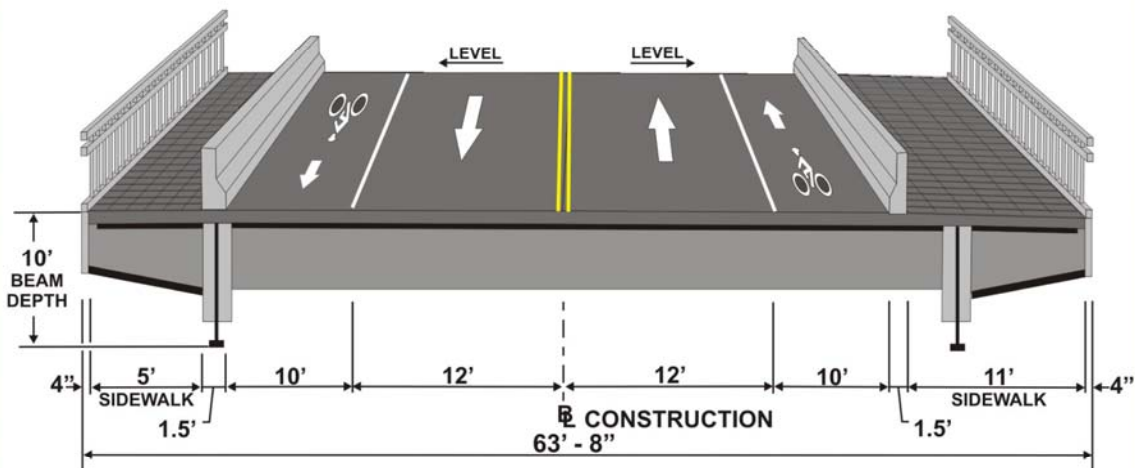 LEVEL
LEVEL
10’
BEAM
DEPTH
4”
5’
10’
12’
12’
10’
11’
4”
SIDEWALK
SIDEWALK
1.5’
℄ CONSTRUCTION
1.5’
63’ - 8”